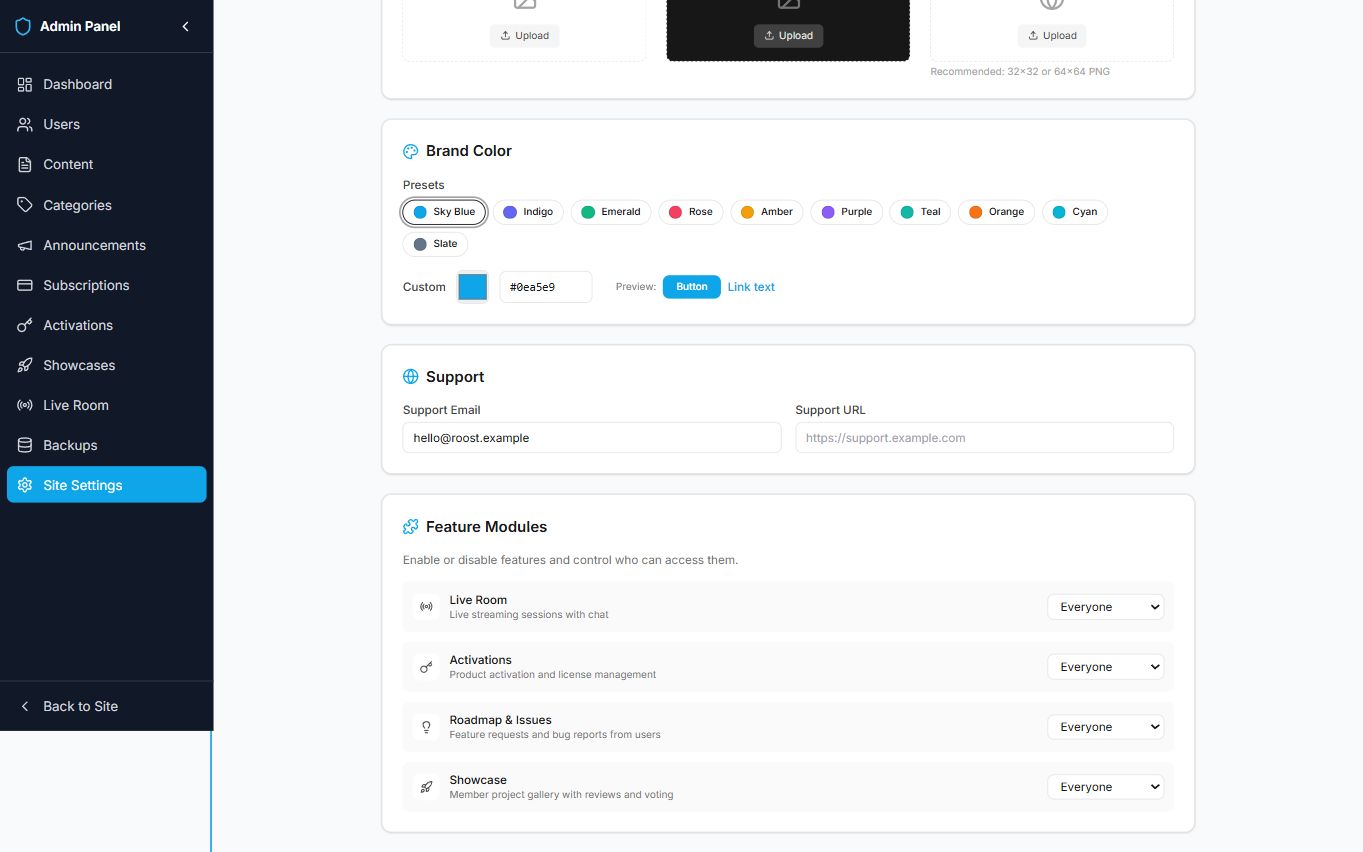 Admin Panel
Dashboard
Users
Content
Categories
Announcements
Subscriptions
Activations
Showcases
Live Room
Backups
Site Settings
Back to Site
Upload
Upload
Upload
Recommended: 32×32 or 64×64 PNG
Brand Color
Presets
Sky Blue Indigo Emerald Rose Amber Purple Teal Orange Cyan
Slate
Custom #0ea5e9 Preview: Button Link text
Support
Support Email Support URL
hello@roost.example https://support.example.com
Feature Modules
Enable or disable features and control who can access them.
Live Room
Live streaming sessions with chat
Everyone
Activations
Product activation and license management
Everyone
Roadmap & Issues
Feature requests and bug reports from users
Everyone
Showcase
Member project gallery with reviews and voting
Everyone